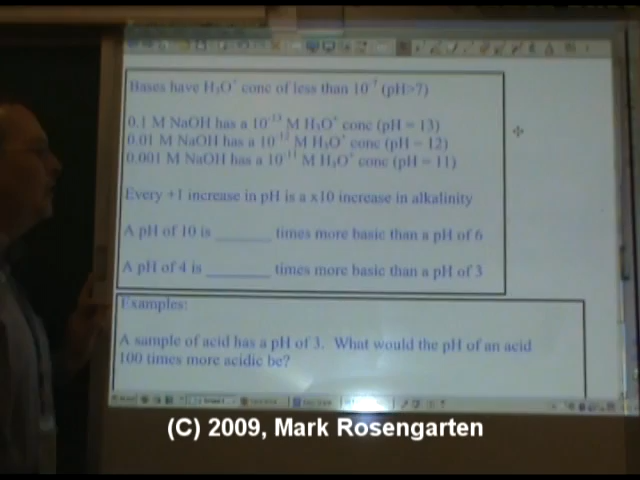 Bases have H₃O⁺ conc of less than 10⁻⁷ (pH>7)
0.1 M NaOH has a 10⁻¹³ M H₃O⁺ conc (pH = 13)
0.01 M NaOH has a 10⁻¹² M H₃O⁺ conc (pH = 12)
0.001 M NaOH has a 10⁻¹¹ M H₃O⁺ conc (pH = 11)
Every +1 increase in pH is a x10 increase in alkalinity
A pH of 10 is _______ times more basic than a pH of 6
A pH of 4 is ________ times more basic than a pH of 3
Examples:
A sample of acid has a pH of 3. What would the pH of an acid
100 times more acidic be?
(C) 2009, Mark Rosengarten